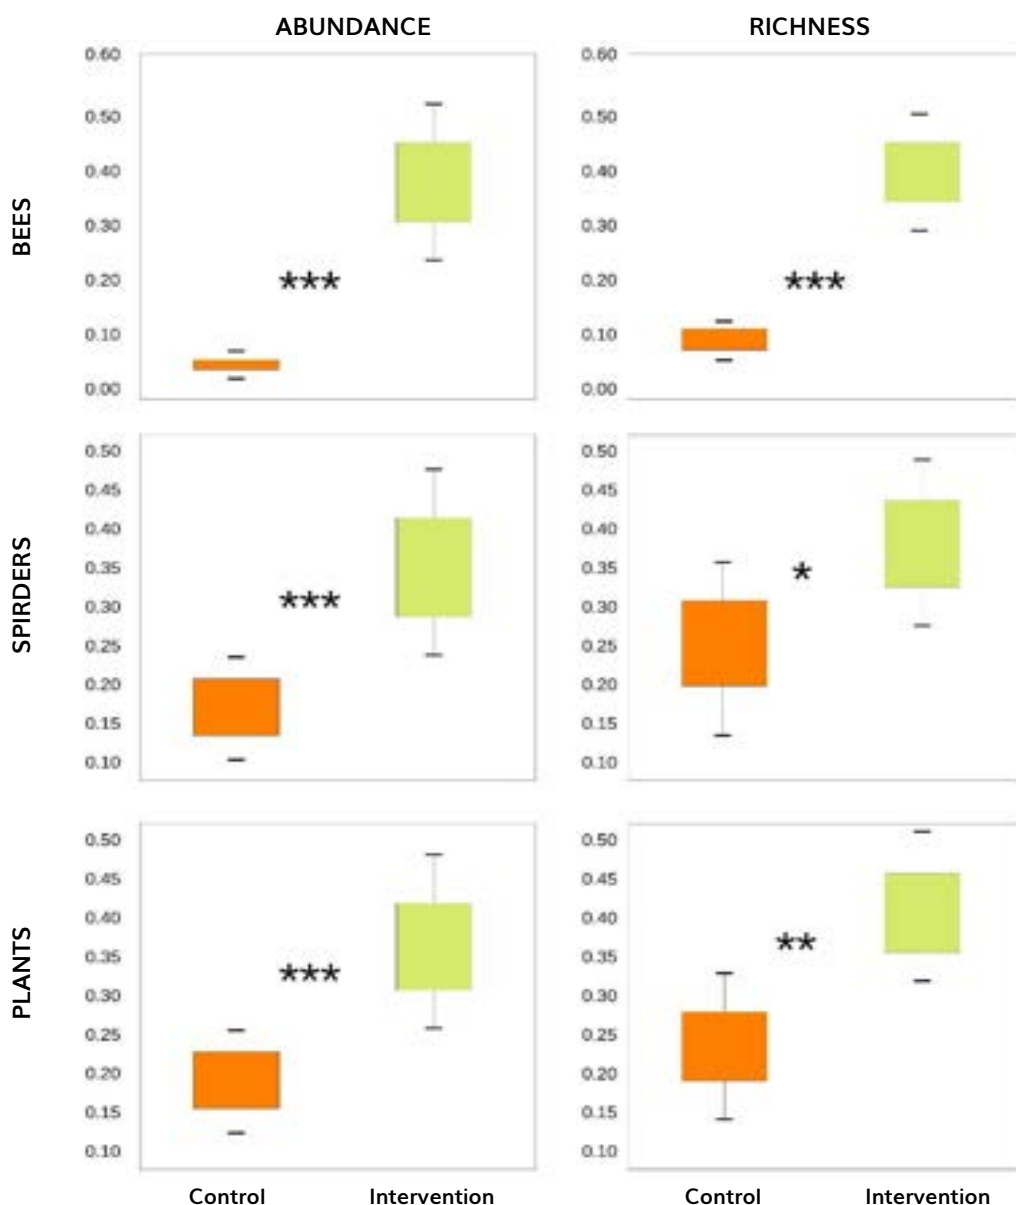 ABUNDANCE RICHNESS
BEES
0.60 0.60
0.50 0.50
0.40 0.40
0.30 0.30
0.20 *** 0.20 ***
0.10 0.10
0.00 0.00
SPIRDERS
0.50 0.50
0.45 0.45
0.40 0.40
0.35 0.35 *
0.30 *** 0.30
0.25 0.25
0.20 0.20
0.15 0.15
0.10 0.10
PLANTS
0.50 0.50
0.45 0.45
0.40 0.40
0.35 0.35 **
0.30 *** 0.30
0.25 0.25
0.20 0.20
0.15 0.15
0.10 0.10
Control Intervention Control Intervention